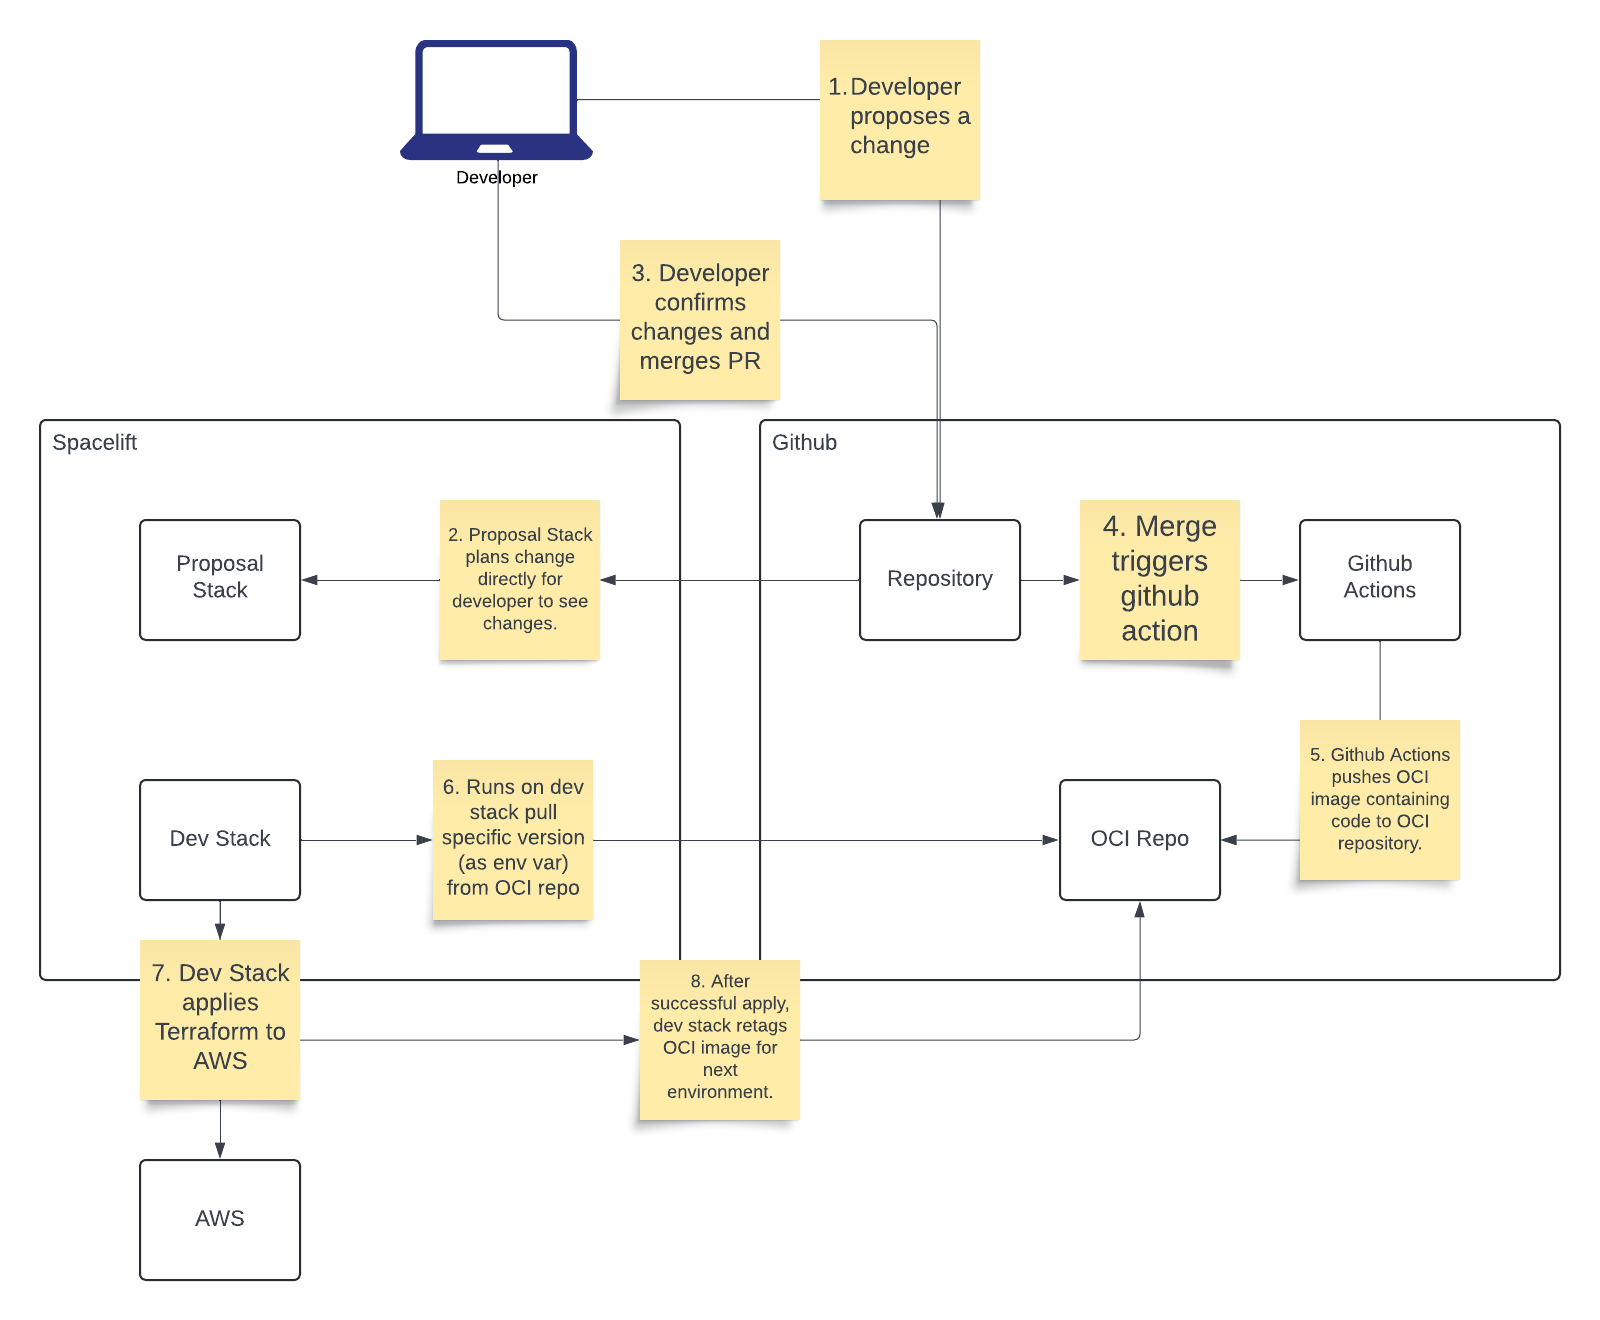 1. Developer
proposes a
change
Developer
3. Developer
confirms
changes and
merges PR
Spacelift
Github
Proposal
Stack
2. Proposal Stack
plans change
directly for
developer to see
changes.
Repository
4. Merge
triggers
github
action
Github
Actions
Dev Stack
6. Runs on dev
stack pull
specific version
(as env var)
from OCI repo
OCI Repo
5. Github Actions
pushes OCI
image containing
code to OCI
repository.
7. Dev Stack
applies
Terraform to
AWS
8. After
successful apply,
dev stack retags
OCI image for
next
environment.
AWS